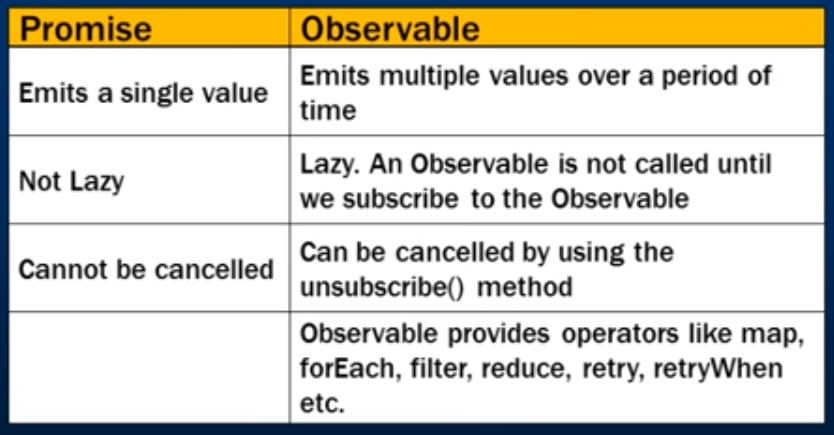 Promise
Observable
Emits a single value
Emits multiple values over a period of
time
Not Lazy
Lazy. An Observable is not called until
we subscribe to the Observable
Cannot be cancelled
Can be cancelled by using the
unsubscribe() method
Observable provides operators like map,
forEach, filter, reduce, retry, retryWhen
etc.